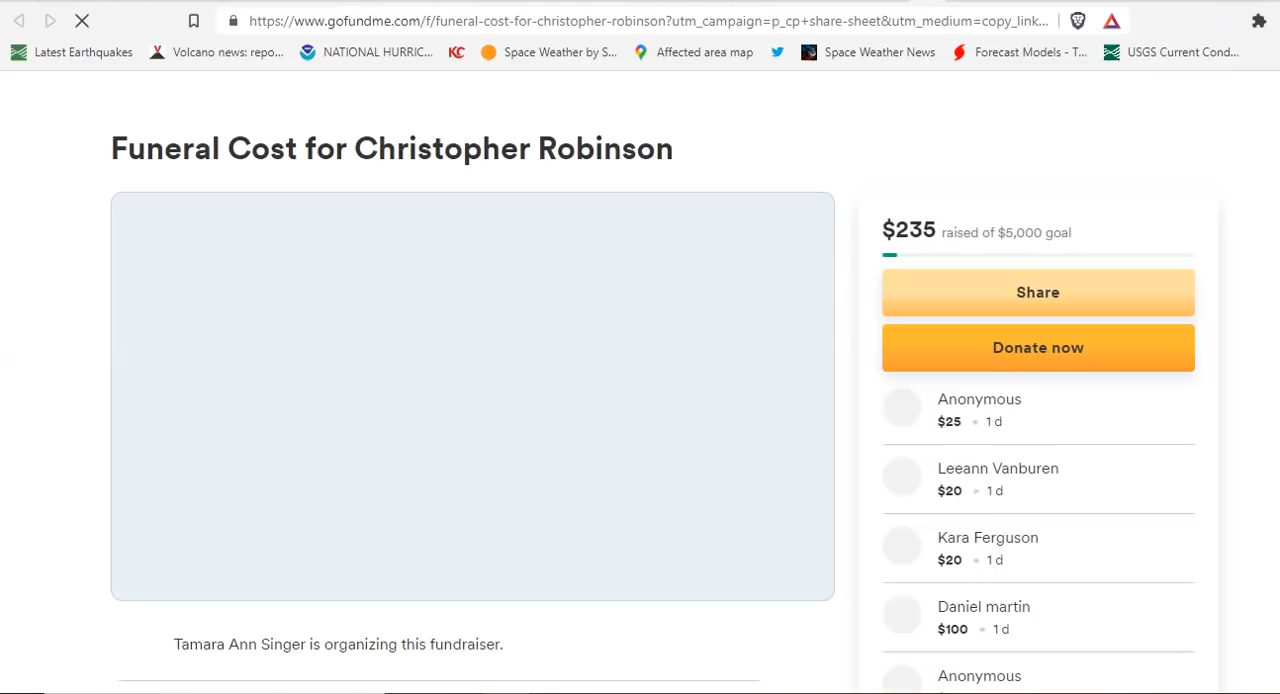 https://www.gofundme.com/f/funeral-cost-for-christopher-robinson?utm_campaign=p_cp+share-sheet&utm_medium=copy_link...
Latest Earthquakes Volcano news: repo... NATIONAL HURRIC... KC Space Weather by S... Affected area map Space Weather News Forecast Models - T... USGS Current Cond...
Funeral Cost for Christopher Robinson
$235 raised of $5,000 goal
Share
Donate now
Anonymous
$25 • 1 d
Leeann Vanburen
$20 • 1 d
Kara Ferguson
$20 • 1 d
Daniel martin
$100 • 1 d
Anonymous
Tamara Ann Singer is organizing this fundraiser.